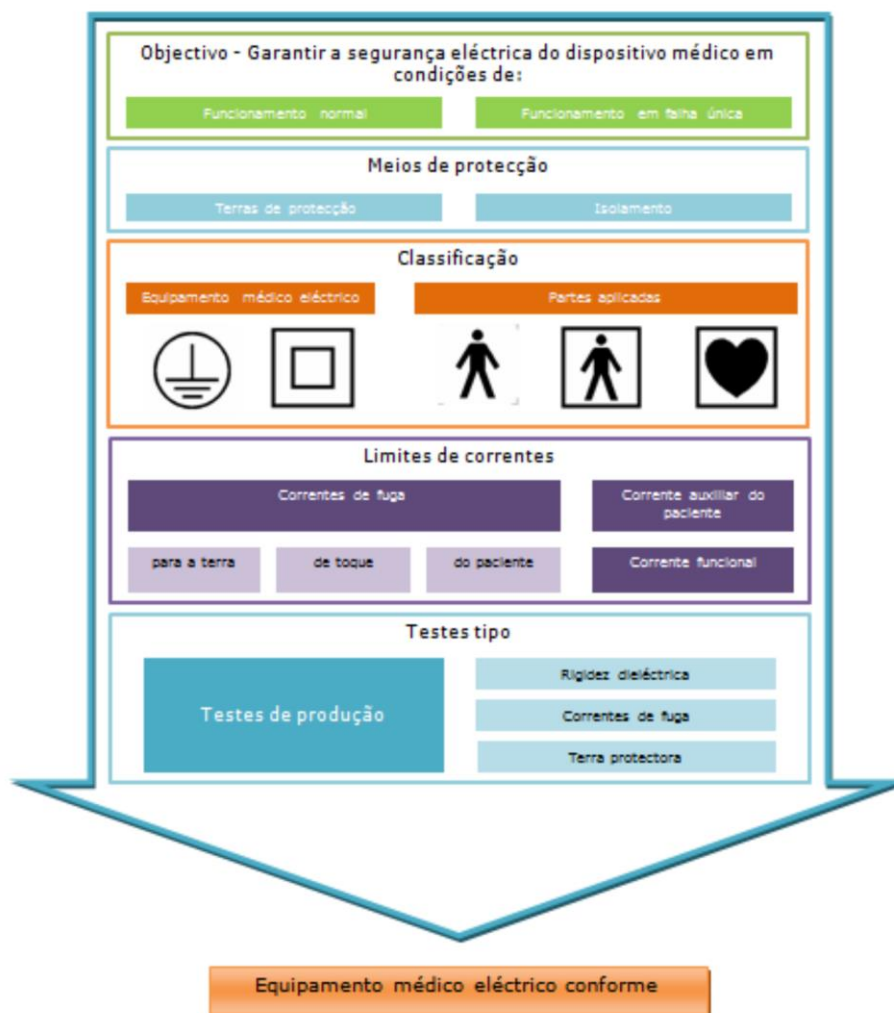 Objectivo - Garantir a segurança eléctrica do dispositivo médico em
condições de:
Funcionamento normal
Funcionamento em falha única
Meios de protecção
Terras de protecção
Isolamento
Classificação
Equipamento médico eléctrico
Partes aplicadas
Limites de correntes
Correntes de fuga
Corrente auxiliar do
paciente
para a terra
de toque
do paciente
Corrente funcional
Testes tipo
Testes de produção
Rigidez dieléctrica
Correntes de fuga
Terra protectora
Equipamento médico eléctrico conforme